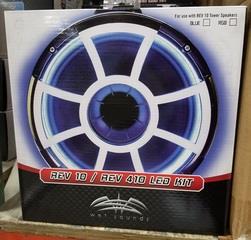 For use with REV 10 Tower Speakers
BLUE RGB
REV 10 / REV 410 LED KIT
wet sounds